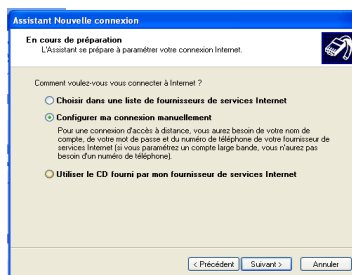 Assistant Nouvelle connexion
En cours de préparation
L'Assistant se prépare à paramétrer votre connexion Internet.
Comment voulez-vous vous connecter à Internet ?
Choisir dans une liste de fournisseurs de services Internet
Configurer ma connexion manuellement
Pour une connexion d'accès à distance, vous aurez besoin de votre nom de
compte, de votre mot de passe et du numéro de téléphone de votre fournisseur de
services Internet (si vous paramétrez un compte large bande, vous n'aurez pas
besoin d'un numéro de téléphone).
Utiliser le CD fourni par mon fournisseur de services Internet
< Précédent Suivant > Annuler